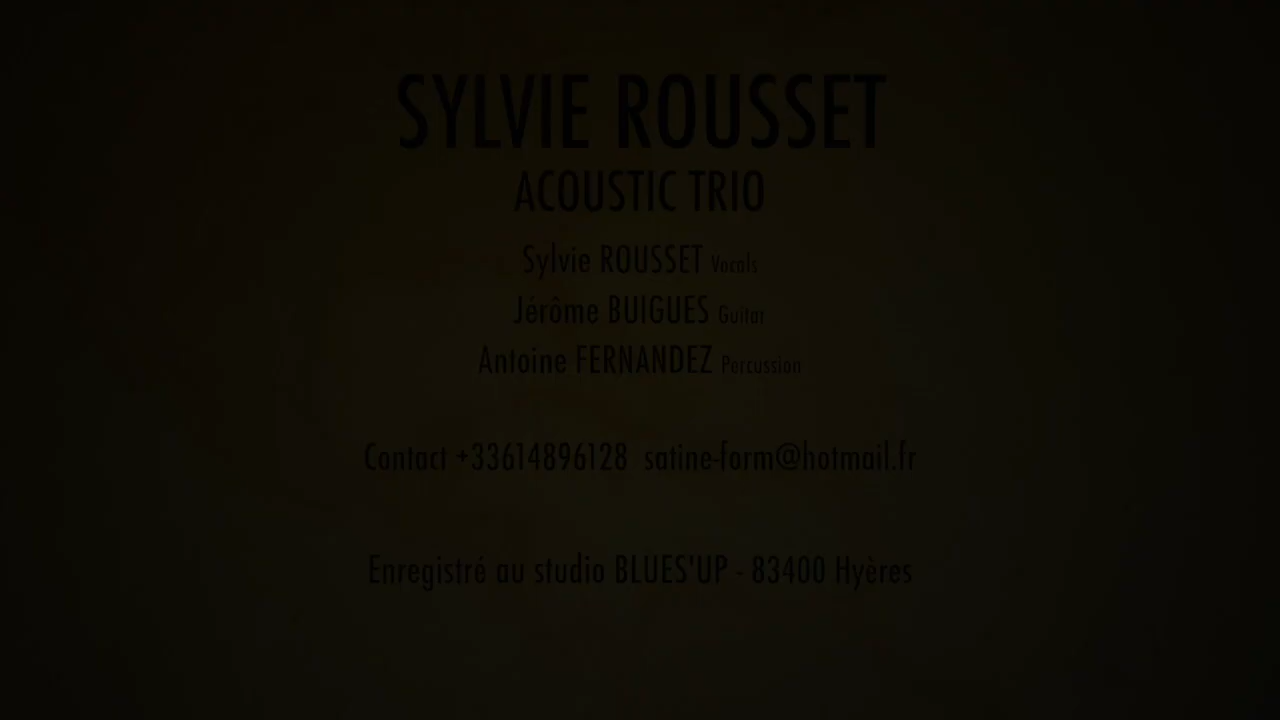 SYLVIE ROUSSET
ACOUSTIC TRIO
Sylvie ROUSSET Vocals
Jérôme BUIGUES Guitar
Antoine FERNANDEZ Percussion
Contact +33614896128 satine-form@hotmail.fr
Enregistré au studio BLUES'UP - 83400 Hyères